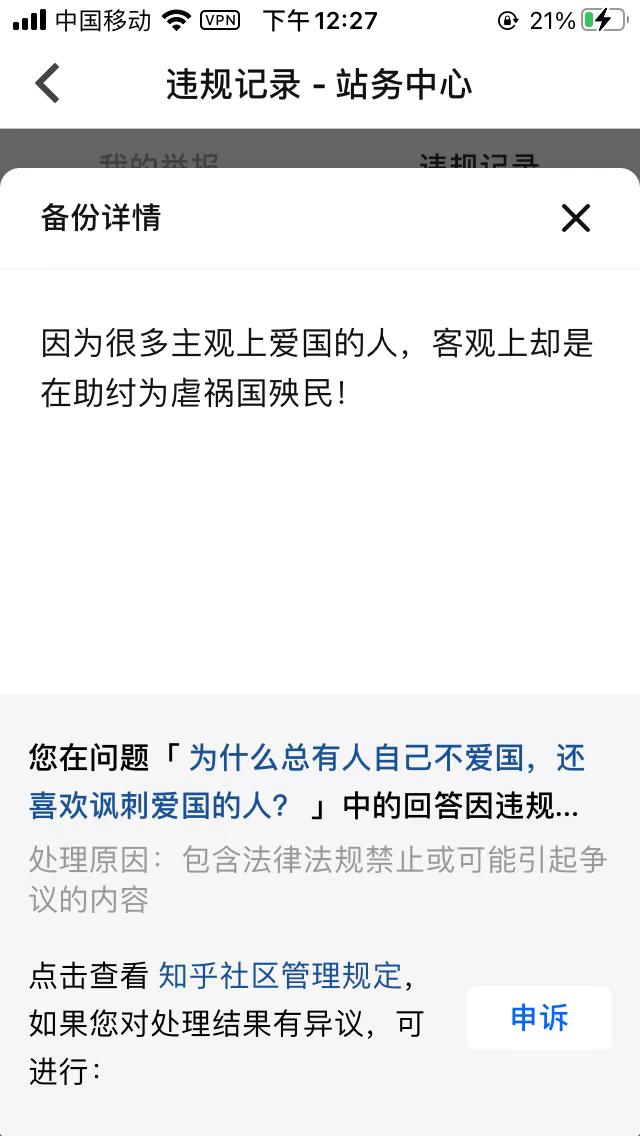 中国移动 VPN 下午12:27 21%
违规记录 - 站务中心
我的举报 违规记录
备份详情
因为很多主观上爱国的人，客观上却是
在助纣为虐祸国殃民！
您在问题「 为什么总有人自己不爱国，还
喜欢讽刺爱国的人？ 」中的回答因违规...
处理原因：包含法律法规禁止或可能引起争
议的内容
点击查看 知乎社区管理规定，
如果您对处理结果有异议，可
进行：
申诉